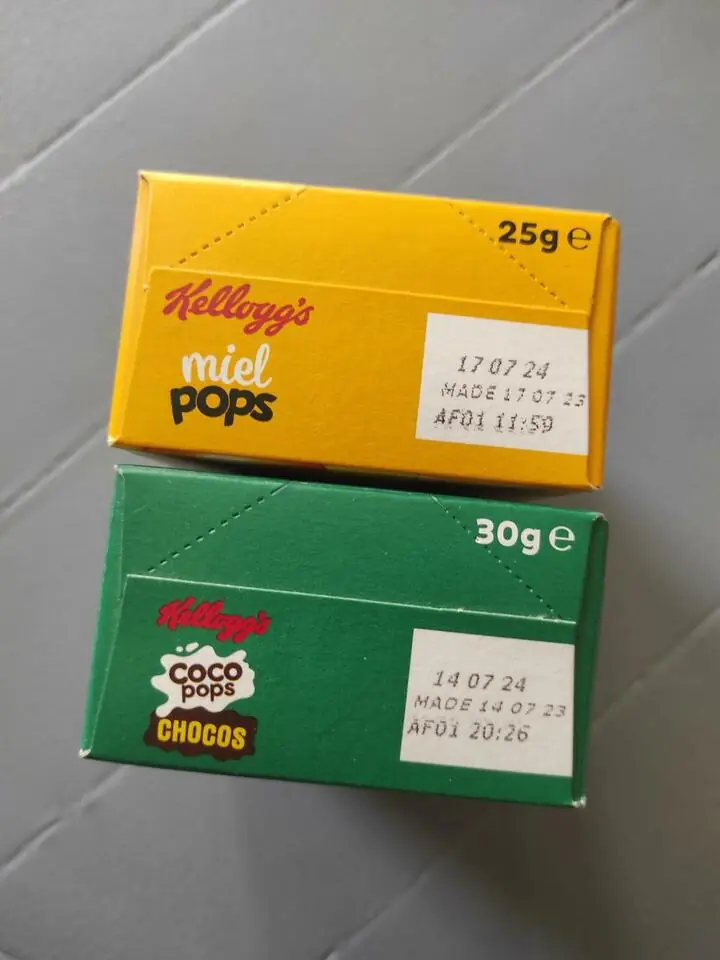 25g ℮
Kellogg's
miel
pops
17 07 24
MADE 17 07 23
AF01 11:59
30g ℮
Kellogg's
coco
pops
CHOCOS
14 07 24
MADE 14 07 23
AF01 20:26